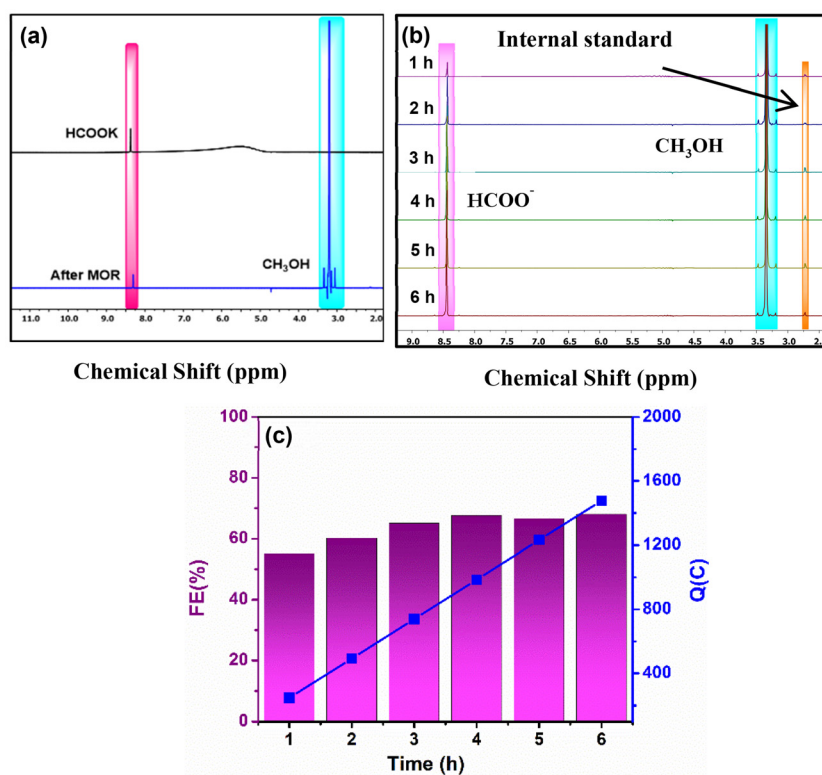 (a)
HCOOK
After MOR
CH₃OH
11.0 10.0 9.0 8.0 7.0 6.0 5.0 4.0 3.0 2.0
Chemical Shift (ppm)
(b)
Internal standard
1 h
2 h
3 h
4 h
5 h
6 h
CH₃OH
HCOO⁻
9.0 8.5 8.0 7.5 7.0 6.5 6.0 5.5 5.0 4.5 4.0 3.5 3.0
Chemical Shift (ppm)
(c)
100
80
60
40
20
0
FE(%)
2000
1600
1200
800
400
Q(C)
1 2 3 4 5 6
Time (h)